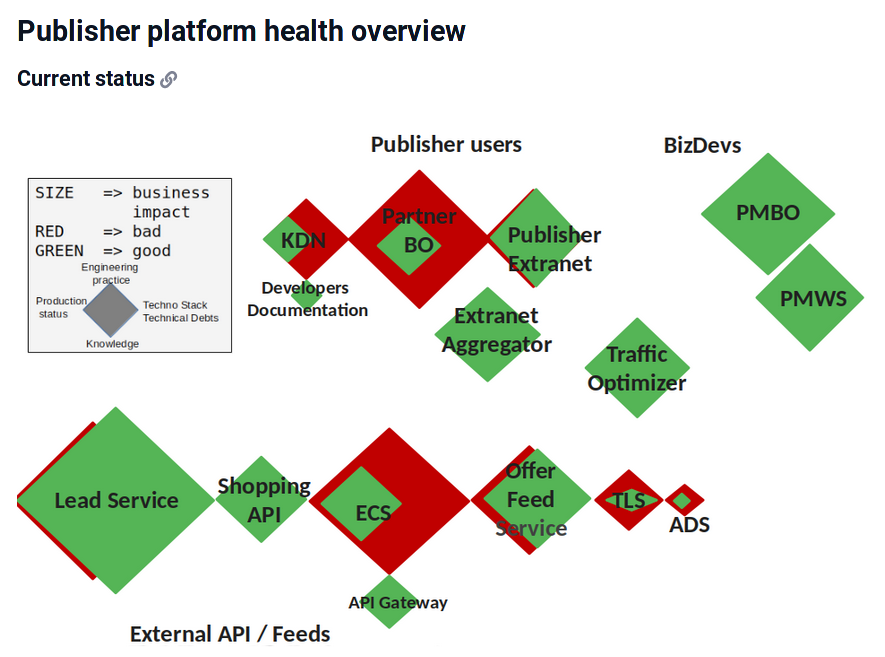 Publisher platform health overview
Current status
Publisher users
BizDevs
SIZE => business
impact
RED => bad
GREEN => good
Engineering
practice
Production
status
Techno Stack
Technical Debts
Knowledge
KDN
Partner
BO
Publisher
Extranet
PMBO
PMWS
Developers
Documentation
Extranet
Aggregator
Traffic
Optimizer
Lead Service
Shopping
API
ECS
Offer
Feed
Service
TLS
ADS
API Gateway
External API / Feeds